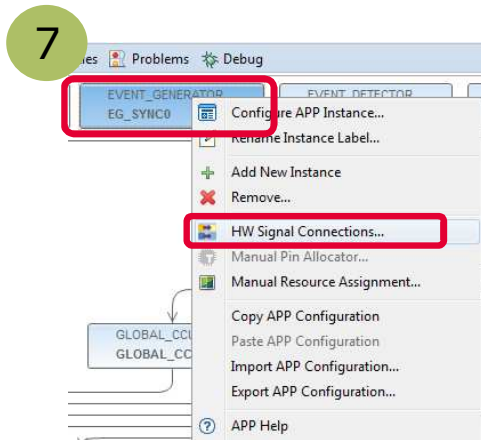 7
Problems Debug
EVENT_GENERATOR EVENT_DETECTOR
EG_SYNC0
Configure APP Instance...
Rename Instance Label...
Add New Instance
Remove...
HW Signal Connections...
Manual Pin Allocator...
Manual Resource Assignment...
Copy APP Configuration
Paste APP Configuration
Import APP Configuration...
Export APP Configuration...
APP Help
GLOBAL_CCU
GLOBAL_CC